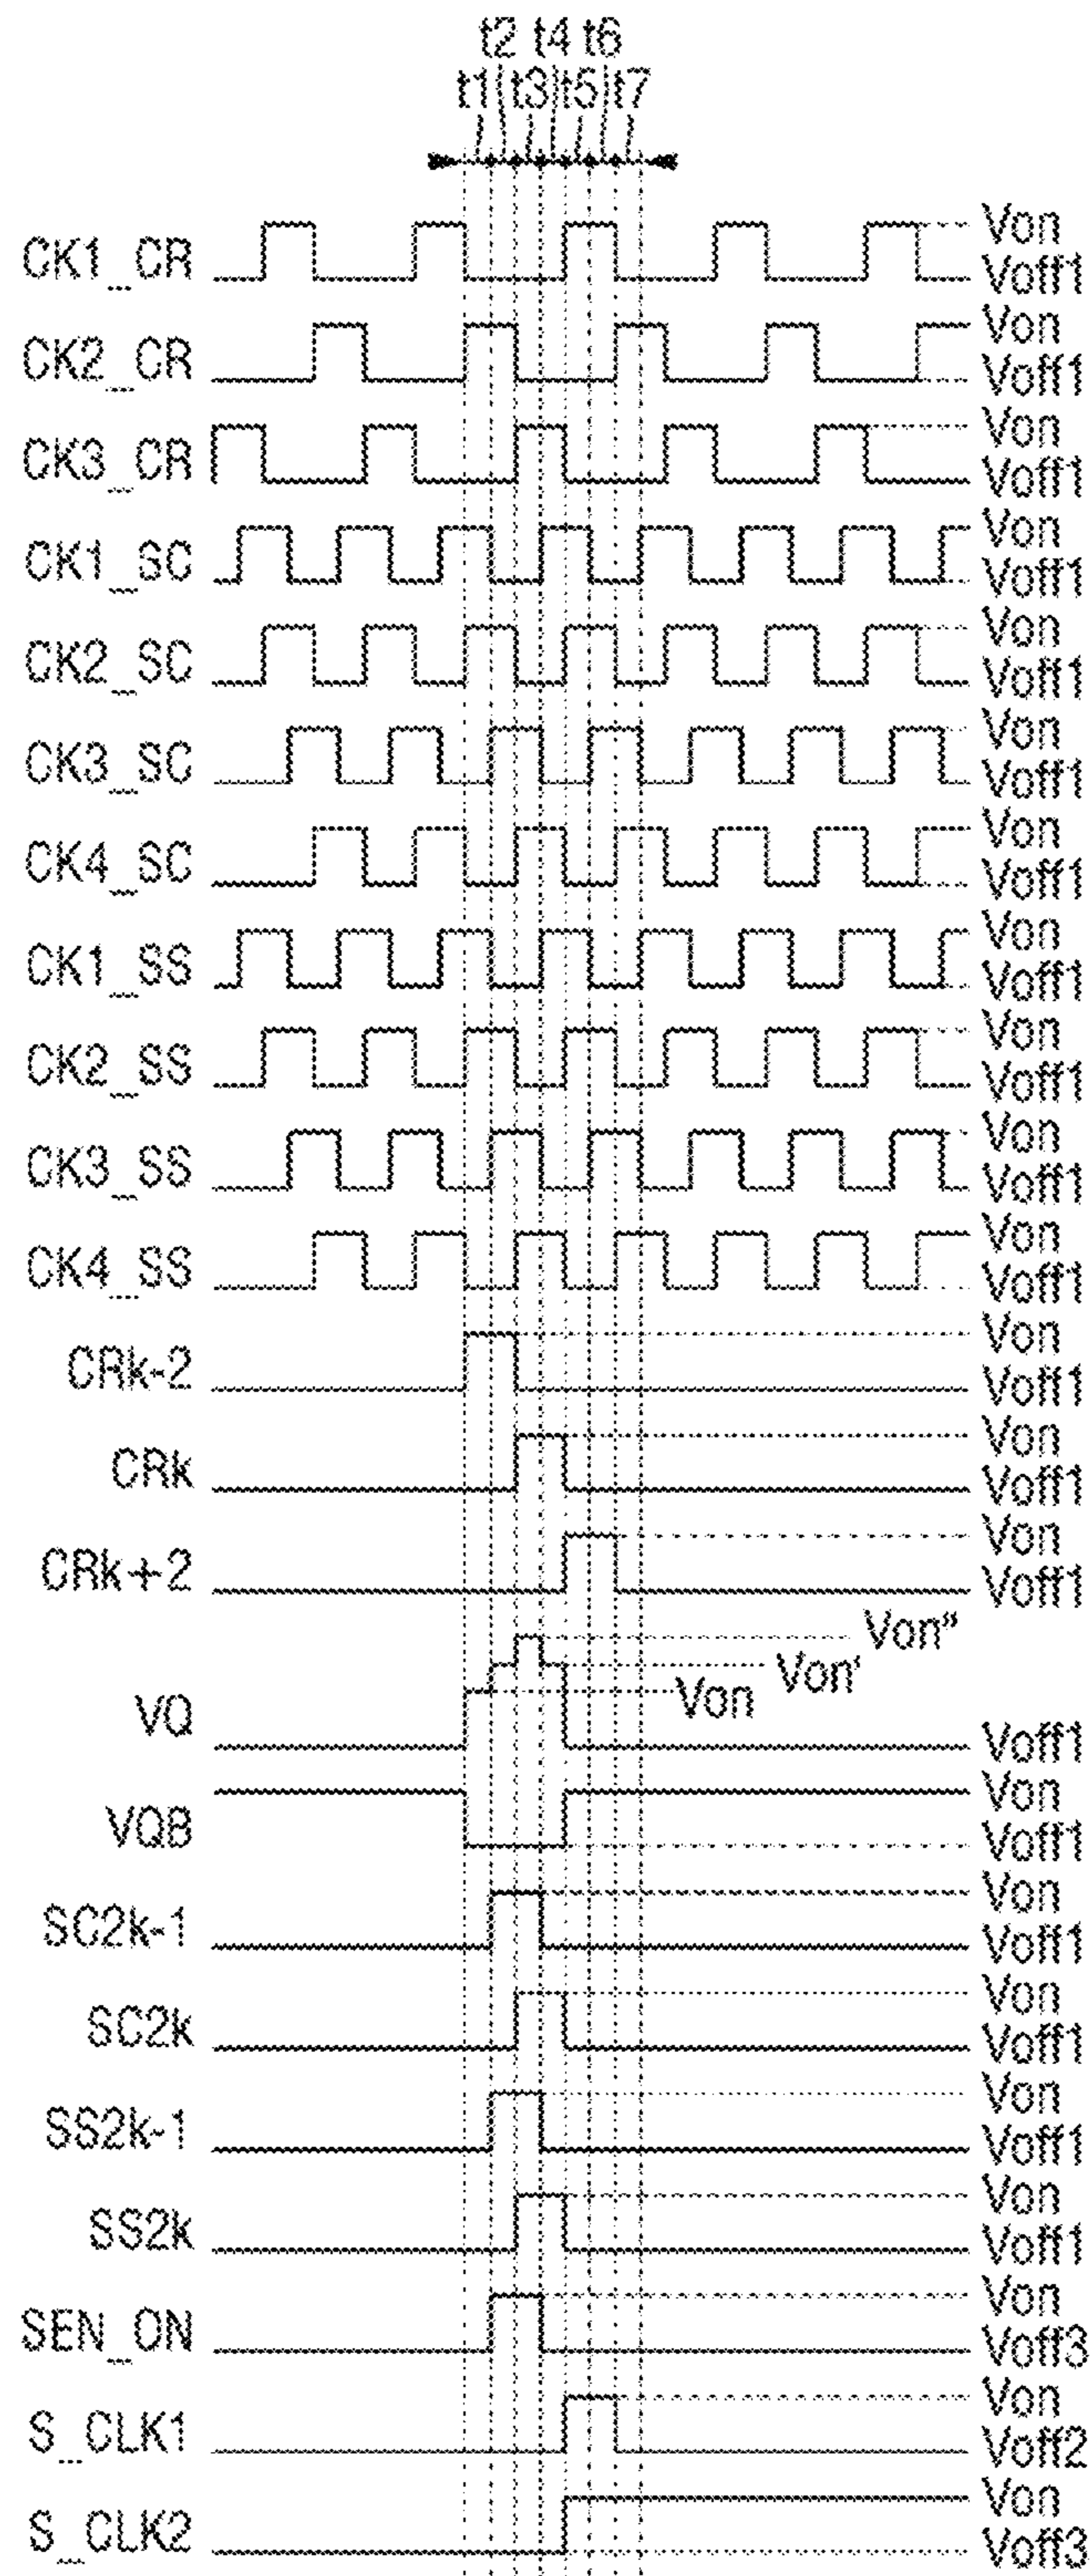 t2 t4 t6
t1 t3 t5 t7
CK1_CR Von Voff1
CK2_CR Von Voff1
CK3_CR Von Voff1
CK1_SC Von Voff1
CK2_SC Von Voff1
CK3_SC Von Voff1
CK4_SC Von Voff1
CK1_SS Von Voff1
CK2_SS Von Voff1
CK3_SS Von Voff1
CK4_SS Von Voff1
CRk-2 Von Voff1
CRk Von Voff1
CRk+2 Von Voff1
VQ Von" Von' Von Voff1
VQB Von Voff1
SC2k-1 Von Voff1
SC2k Von Voff1
SS2k-1 Von Voff1
SS2k Von Voff1
SEN_ON Von Voff3
S_CLK1 Von Voff2
S_CLK2 Von Voff3